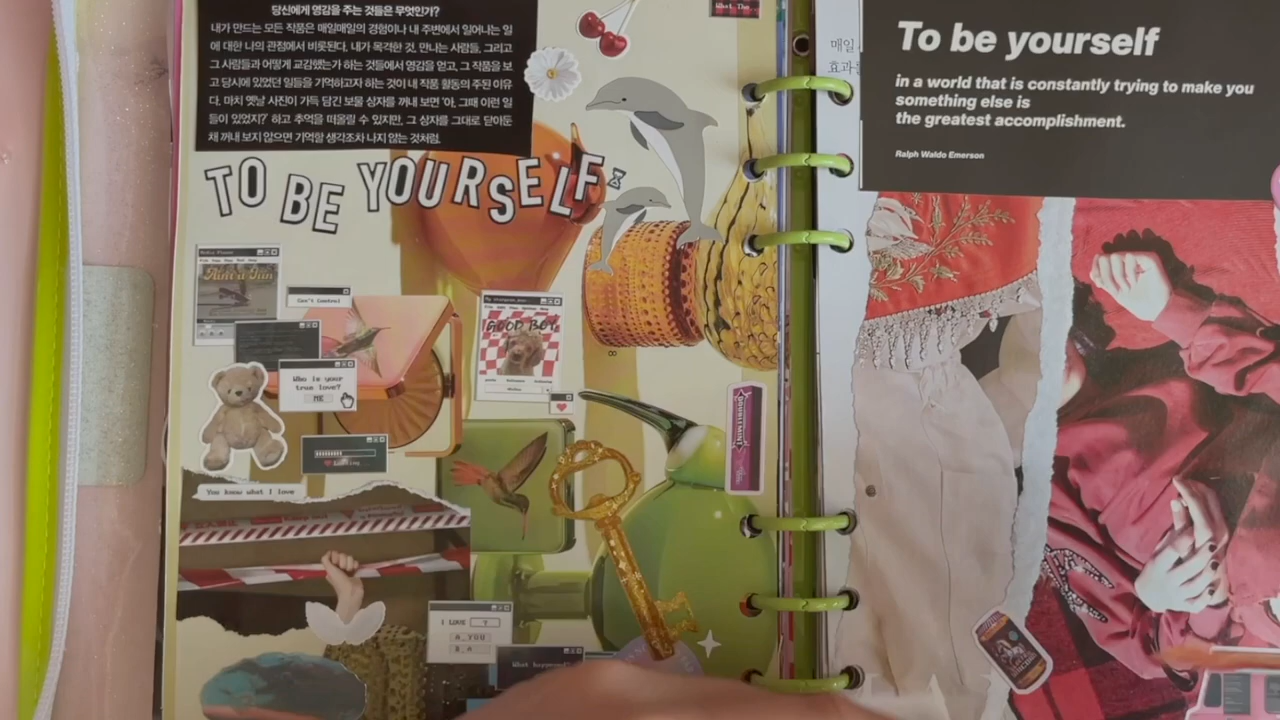 당신에게 영감을 주는 것들은 무엇인가?
내가 만드는 모든 작품은 매일매일의 경험이나 내 주변에서 일어나는 일
에 대한 나의 관점에서 비롯된다. 내가 목격한 것, 만나는 사람들, 그리고
그 사람들과 어떻게 교감했는가 하는 것들에서 영감을 얻고, 그 작품을 보
고 당시에 있었던 일들을 기억하고자 하는 것이 내 작품 활동의 주된 이유
다. 마치 옛날 사진이 가득 담긴 보물 상자를 꺼내 보면 '아, 그때 이런 일
들이 있었지?' 하고 추억을 떠올릴 수 있지만, 그 상자를 그대로 닫아둔
채 꺼내 보지 않으면 기억할 생각조차 나지 않는 것처럼.
TO BE YOURSELF
Ain't a Sin
Can't Control
GOOD BOY
Who is your
true love?
ME
DOUBLEMINT
You know what I love
I LOVE ?
A.YOU
B.A
What happened
What The
매일
효과를
To be yourself
in a world that is constantly trying to make you
something else is
the greatest accomplishment.
Ralph Waldo Emerson